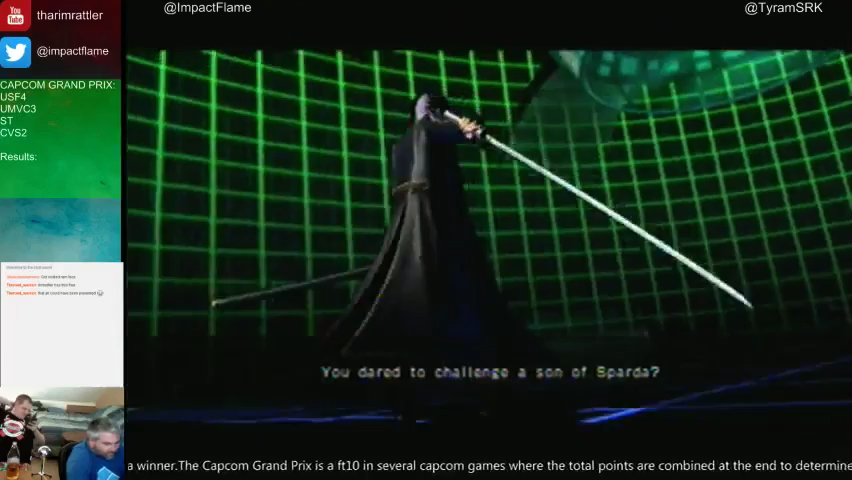 @ImpactFlame
@TyramSRK
You Tube
tharimrattler
@impactflame
CAPCOM GRAND PRIX:
USF4
UMVC3
ST
CVS2
Results:
You dared to challenge a son of Sparda?
a winner.The Capcom Grand Prix is a ft10 in several capcom games where the total points are combined at the end to determine